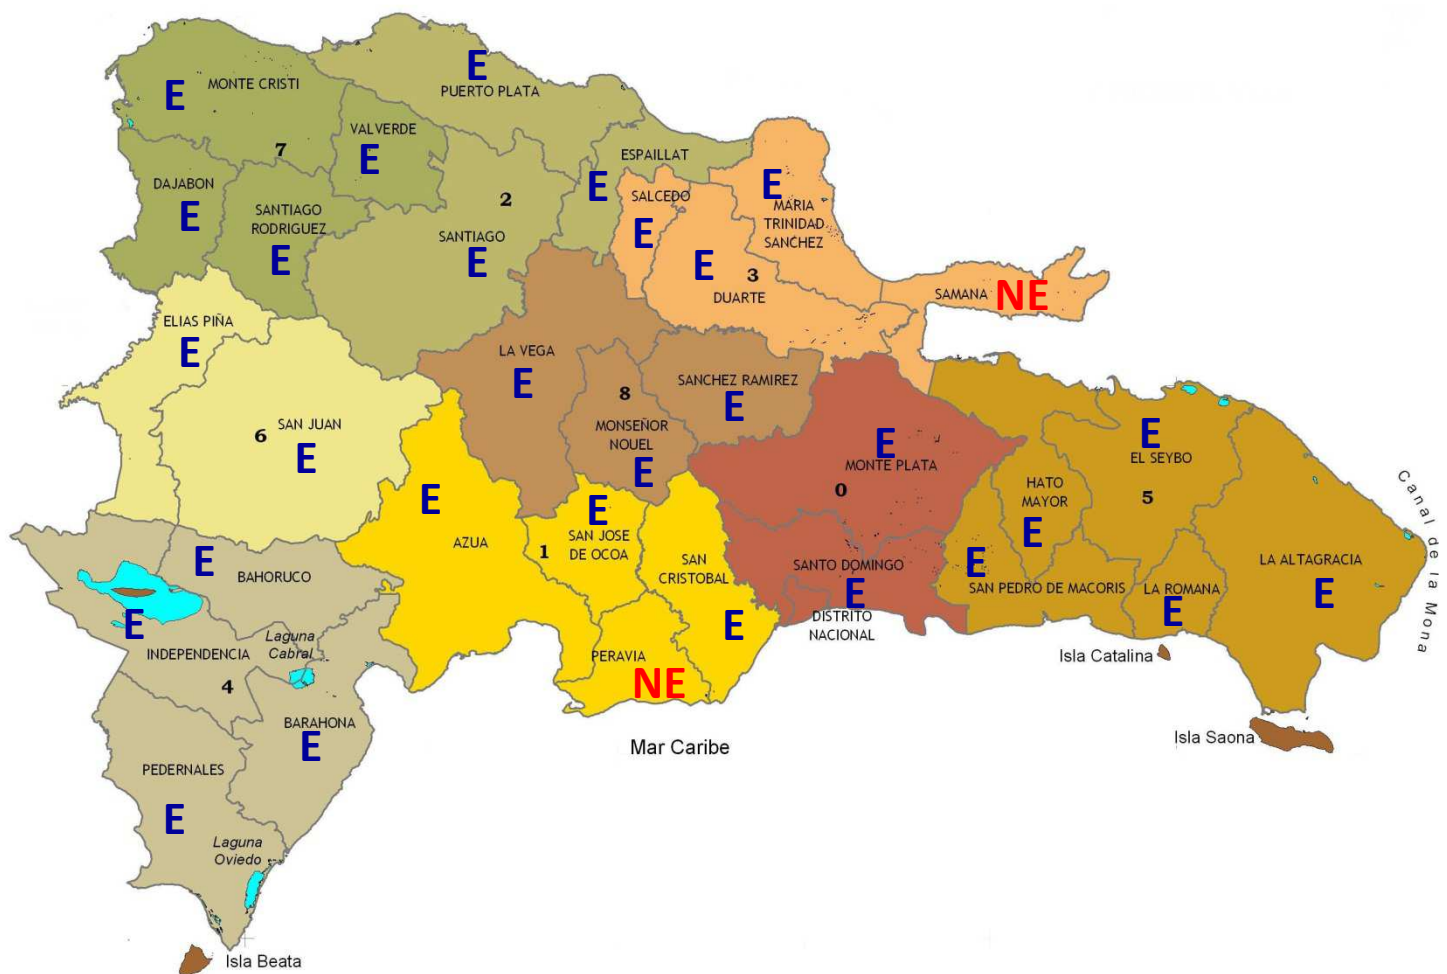 E
PUERTO PLATA
E
MONTE CRISTI
VALVERDE
E
7
ESPAILLAT
E
DAJABON
E
SANTIAGO
RODRIGUEZ
E
2
SANTIAGO
E
SALCEDO
E
E
MARIA
TRINIDAD
SANCHEZ
E
3
DUARTE
SAMANA
NE
ELIAS PIÑA
E
LA VEGA
E
SANCHEZ RAMIREZ
E
8
MONSEÑOR
NOUEL
E
6
SAN JUAN
E
E
MONTE PLATA
0
E
EL SEYBO
HATO
MAYOR
E
5
E
AZUA
E
SAN JOSE
DE OCOA
1
SAN
CRISTOBAL
E
SANTO DOMINGO
E
DISTRITO
NACIONAL
E
SAN PEDRO DE MACORIS
LA ROMANA
E
LA ALTAGRACIA
E
Canal de la Mona
E
BAHORUCO
E
INDEPENDENCIA
Laguna
Cabral
4
PERAVIA
NE
Isla Catalina
BARAHONA
E
Mar Caribe
Isla Saona
PEDERNALES
E
Laguna
Oviedo
Isla Beata